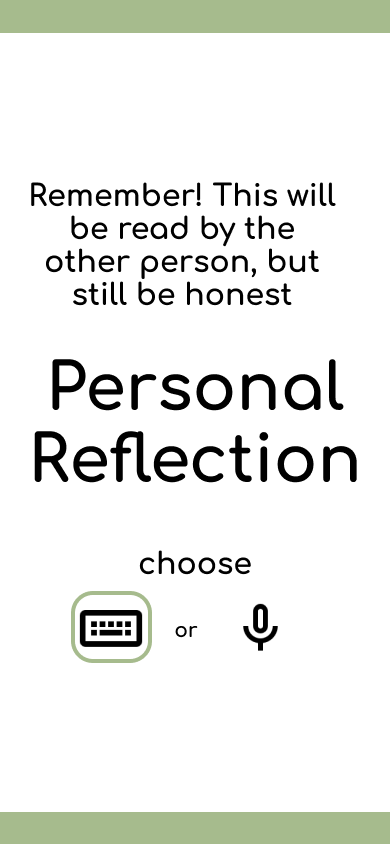 Remember! This will
be read by the
other person, but
still be honest
Personal
Reflection
choose
or